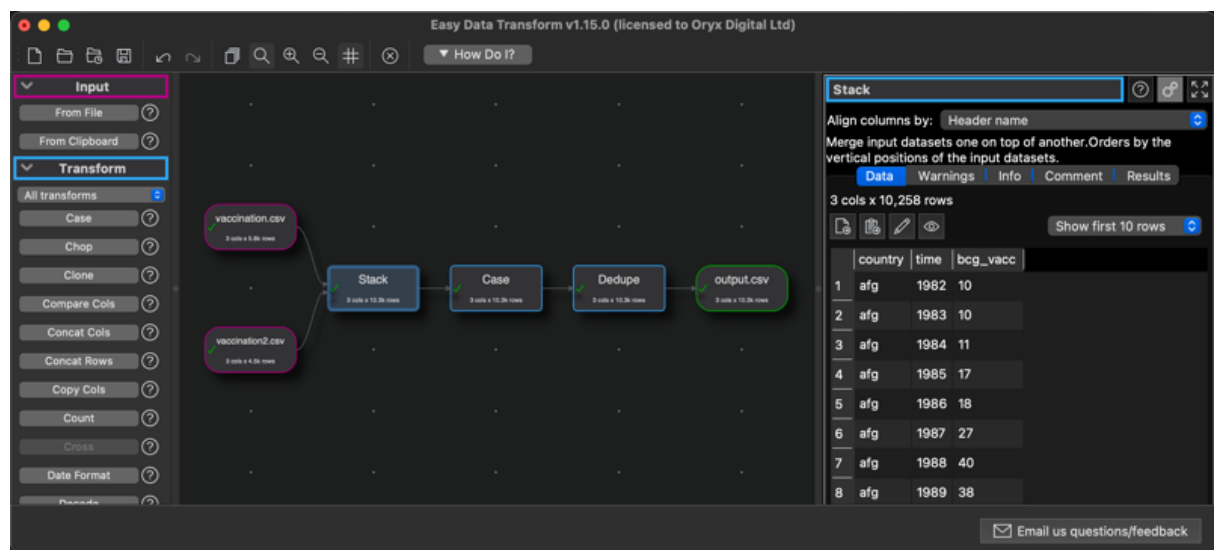 Easy Data Transform v1.15.0 (licensed to Oryx Digital Ltd)
▼ How Do I?
Input
From File ?
From Clipboard ?
Transform
All transforms
Case ?
Chop ?
Clone ?
Compare Cols ?
Concat Cols ?
Concat Rows ?
Copy Cols ?
Count ?
Cross ?
Date Format ?
Decode ?
vaccination.csv
3 cols x 5.8k rows
vaccination2.csv
3 cols x 4.5k rows
Stack
3 cols x 10.3k rows
Case
3 cols x 10.3k rows
Dedupe
3 cols x 10.3k rows
output.csv
3 cols x 10.3k rows
Stack ?
Align columns by: Header name
Merge input datasets one on top of another.Orders by the
vertical positions of the input datasets.
Data Warnings Info Comment Results
3 cols x 10,258 rows
Show first 10 rows
country time bcg_vacc
1 afg 1982 10
2 afg 1983 10
3 afg 1984 11
4 afg 1985 17
5 afg 1986 18
6 afg 1987 27
7 afg 1988 40
8 afg 1989 38
Email us questions/feedback